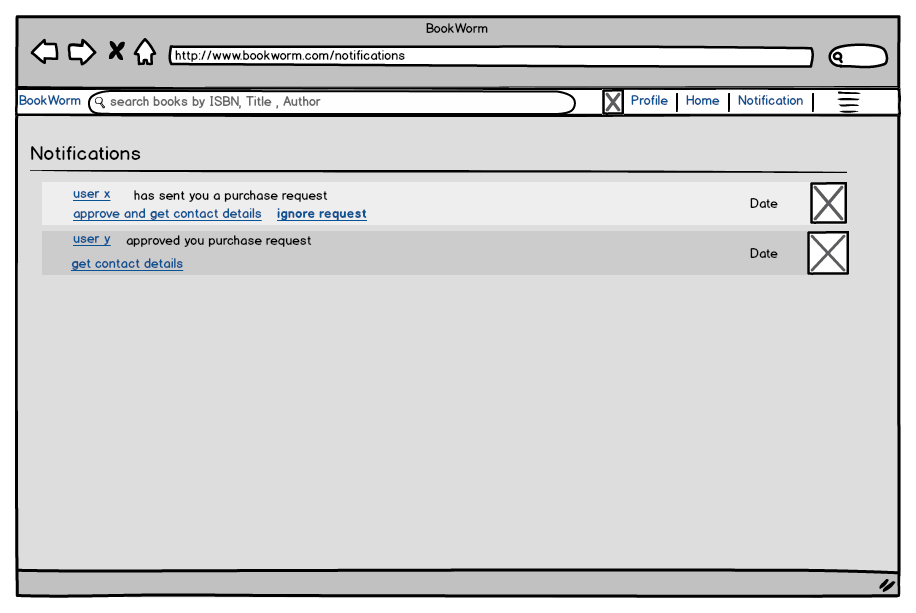 BookWorm
http://www.bookworm.com/notifications
BookWorm search books by ISBN, Title , Author Profile Home Notification
Notifications
user x has sent you a purchase request
approve and get contact details ignore request
Date
user y approved you purchase request
get contact details
Date